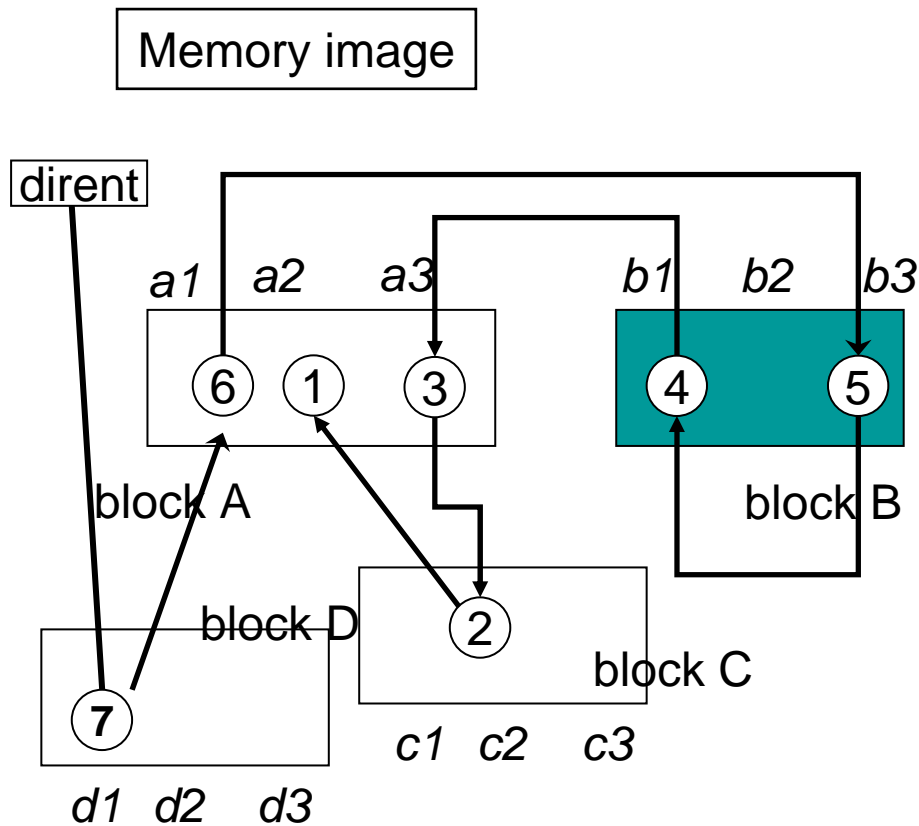 Memory image
dirent
a1 a2 a3 b1 b2 b3
6 1 3 4 5
block A block B
block D 2
block C
7
c1 c2 c3
d1 d2 d3